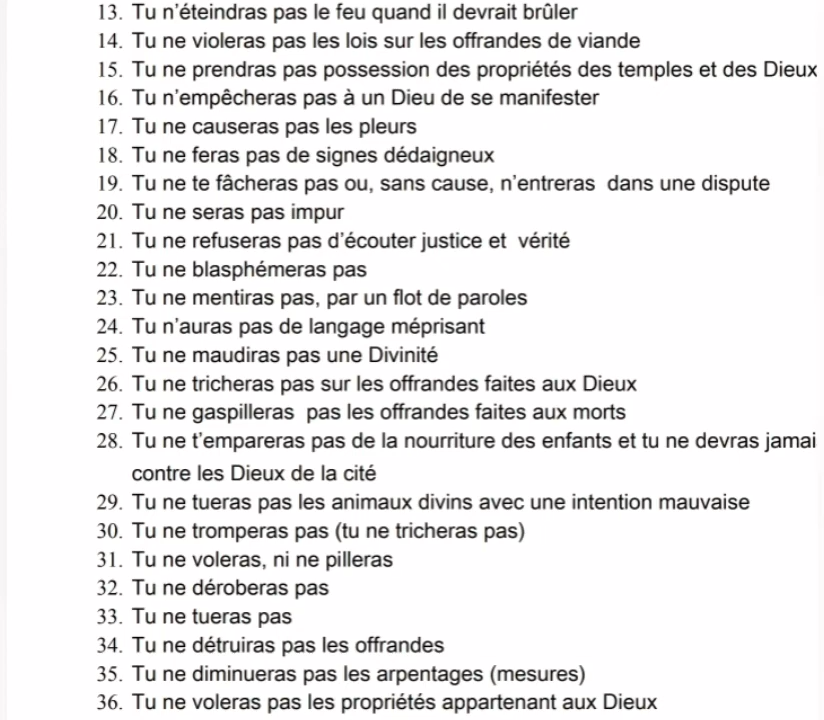 13. Tu n'éteindras pas le feu quand il devrait brûler
14. Tu ne violeras pas les lois sur les offrandes de viande
15. Tu ne prendras pas possession des propriétés des temples et des Dieux
16. Tu n'empêcheras pas à un Dieu de se manifester
17. Tu ne causeras pas les pleurs
18. Tu ne feras pas de signes dédaigneux
19. Tu ne te fâcheras pas ou, sans cause, n'entreras dans une dispute
20. Tu ne seras pas impur
21. Tu ne refuseras pas d'écouter justice et vérité
22. Tu ne blasphémeras pas
23. Tu ne mentiras pas, par un flot de paroles
24. Tu n'auras pas de langage méprisant
25. Tu ne maudiras pas une Divinité
26. Tu ne tricheras pas sur les offrandes faites aux Dieux
27. Tu ne gaspilleras pas les offrandes faites aux morts
28. Tu ne t'empareras pas de la nourriture des enfants et tu ne devras jamai
contre les Dieux de la cité
29. Tu ne tueras pas les animaux divins avec une intention mauvaise
30. Tu ne tromperas pas (tu ne tricheras pas)
31. Tu ne voleras, ni ne pilleras
32. Tu ne déroberas pas
33. Tu ne tueras pas
34. Tu ne détruiras pas les offrandes
35. Tu ne diminueras pas les arpentages (mesures)
36. Tu ne voleras pas les propriétés appartenant aux Dieux